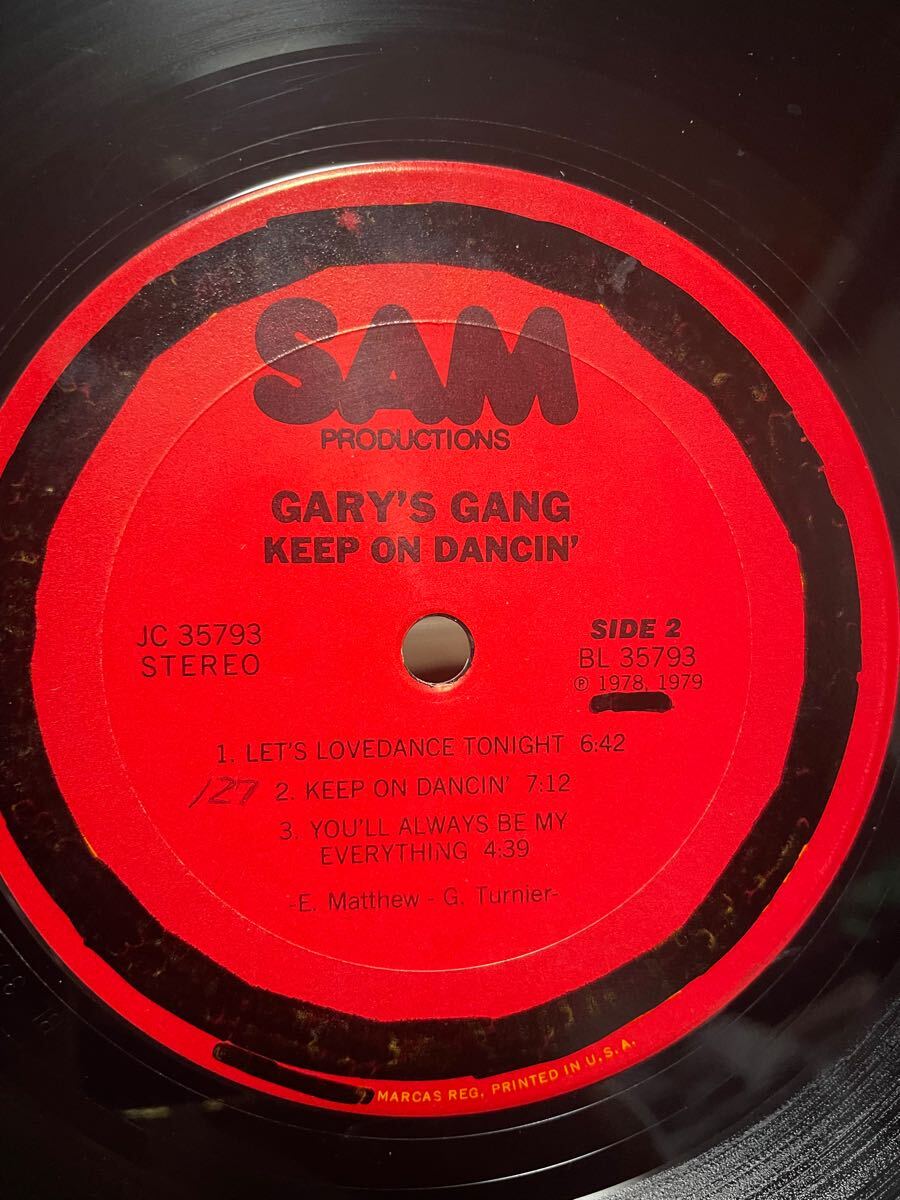 SAM
PRODUCTIONS
GARY'S GANG
KEEP ON DANCIN'
JC 35793
STEREO
SIDE 2
BL 35793
℗ 1978, 1979
1. LET'S LOVEDANCE TONIGHT 6:42
127 2. KEEP ON DANCIN' 7:12
3. YOU'LL ALWAYS BE MY
EVERYTHING 4:39
-E. Matthew - G. Turnier-
MARCAS REG, PRINTED IN U.S.A.